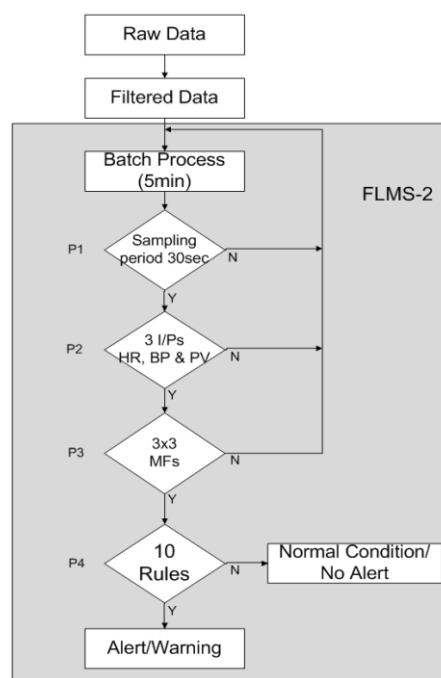 Raw Data
Filtered Data
Batch Process
(5min)
FLMS-2
P1
Sampling
period 30sec
N
Y
P2
3 I/Ps
HR, BP & PV
N
Y
P3
3x3
MFs
N
Y
P4
10
Rules
N
Normal Condition/
No Alert
Y
Alert/Warning